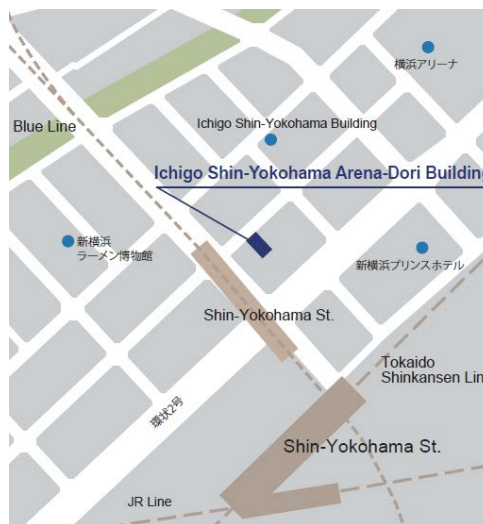 横浜アリーナ
Blue Line
Ichigo Shin-Yokohama Building
Ichigo Shin-Yokohama Arena-Dori Building
新横浜
ラーメン博物館
新横浜プリンスホテル
Shin-Yokohama St.
Tokaido
Shinkansen Lin
環状2号
Shin-Yokohama St.
JR Line